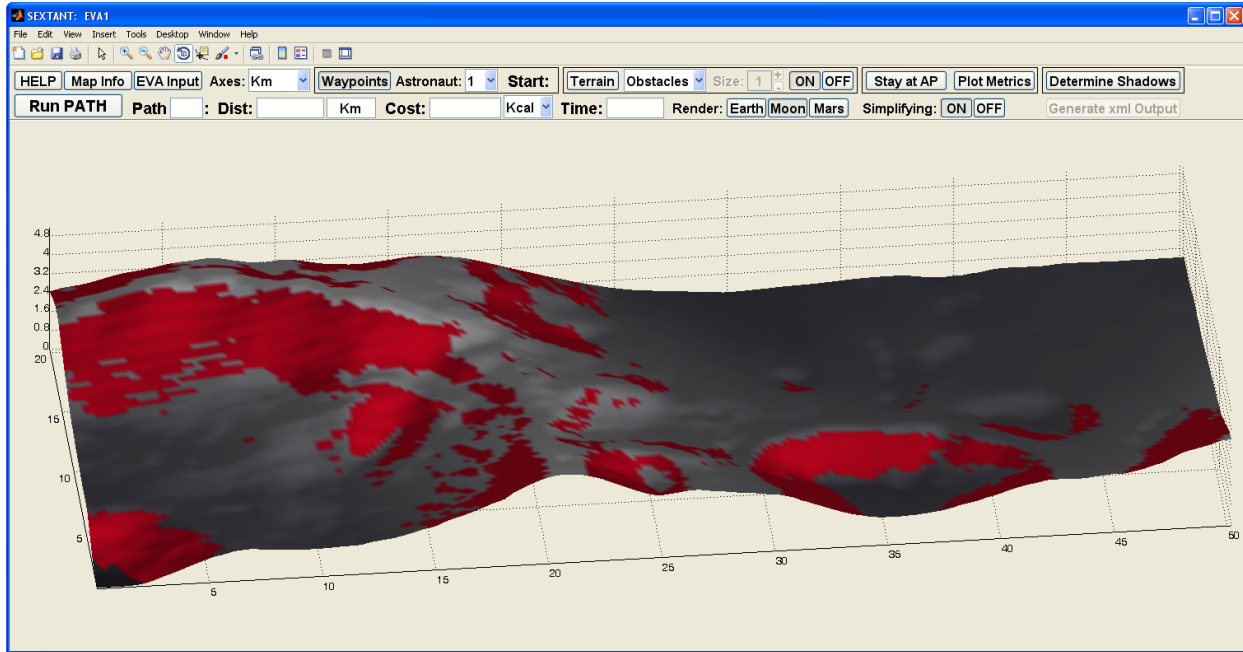 SEXTANT: EVA1
File Edit View Insert Tools Desktop Window Help
HELP Map Info EVA Input Axes: Km Waypoints Astronaut: 1 Start: Terrain Obstacles Size: 1 ON OFF Stay at AP Plot Metrics Determine Shadows
Run PATH Path : Dist: Km Cost: Kcal Time: Render: Earth Moon Mars Simplifying: ON OFF Generate xml Output
4.8
4
3.2
2.4
1.6
0.8
0
20
15
10
5
5 10 15 20 25 30 35 40 45 50